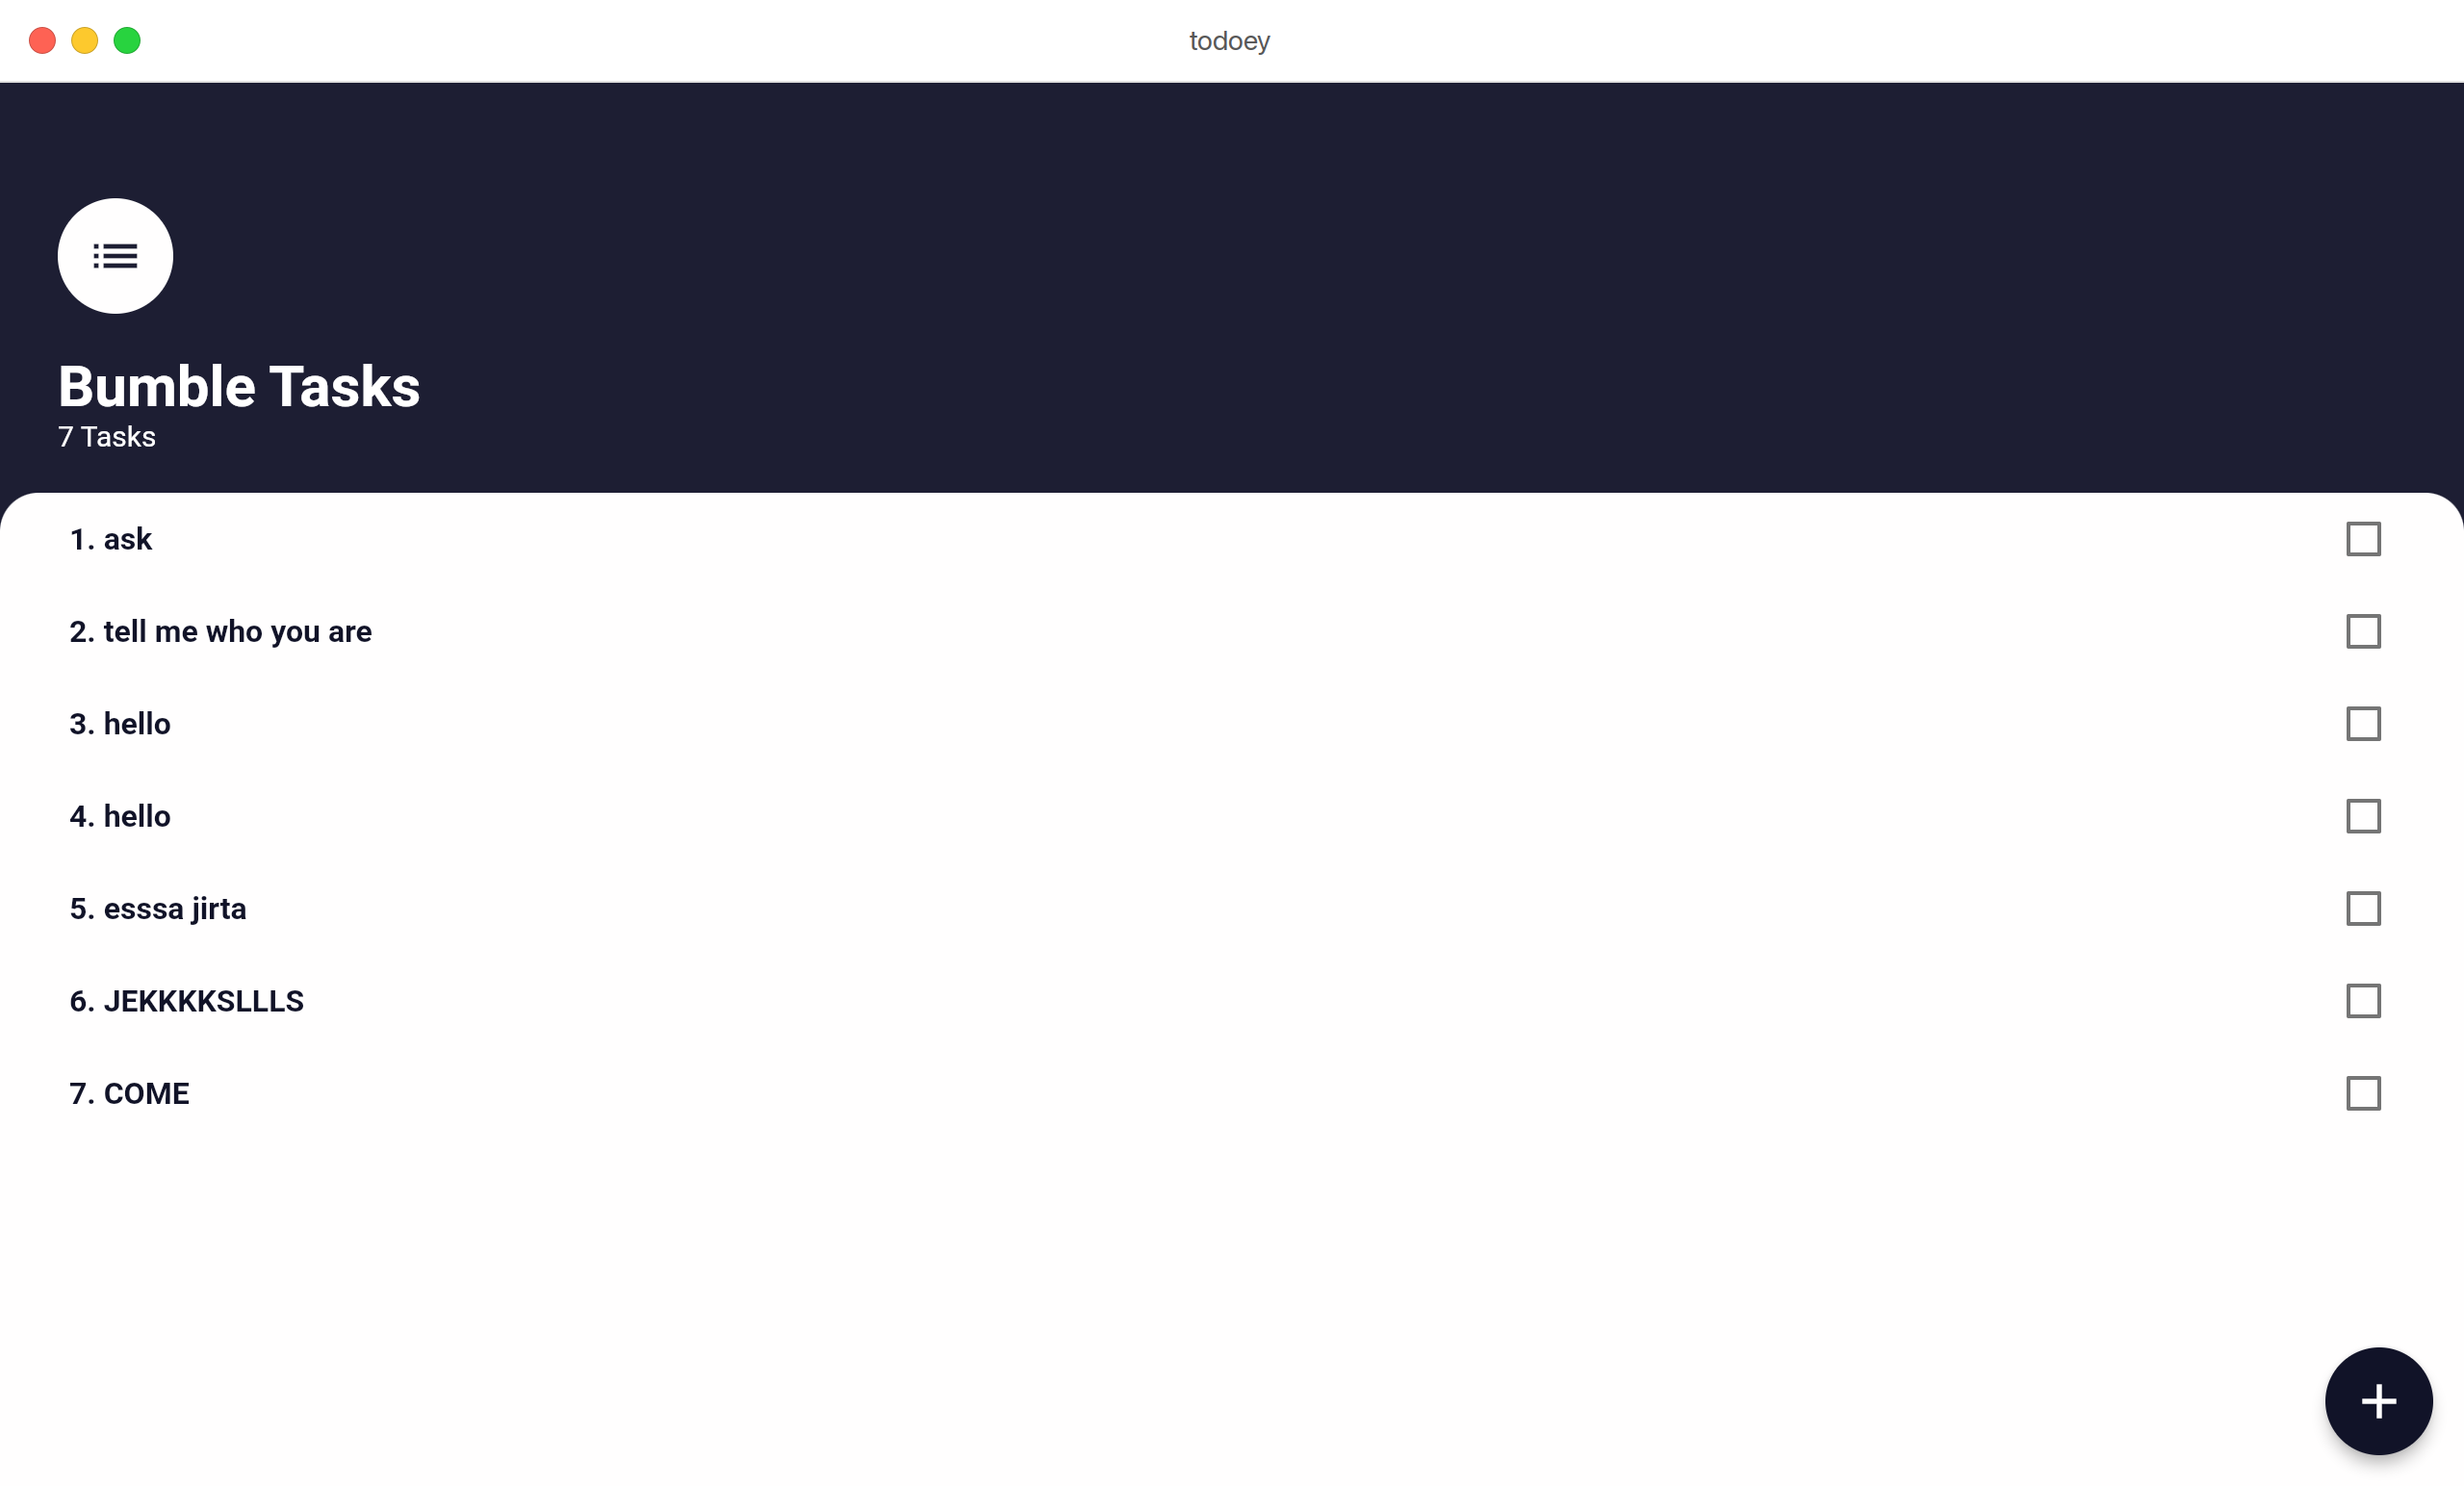 todoey
Bumble Tasks
7 Tasks
1. ask
2. tell me who you are
3. hello
4. hello
5. esssa jirta
6. JEKKKKSLLLS
7. COME